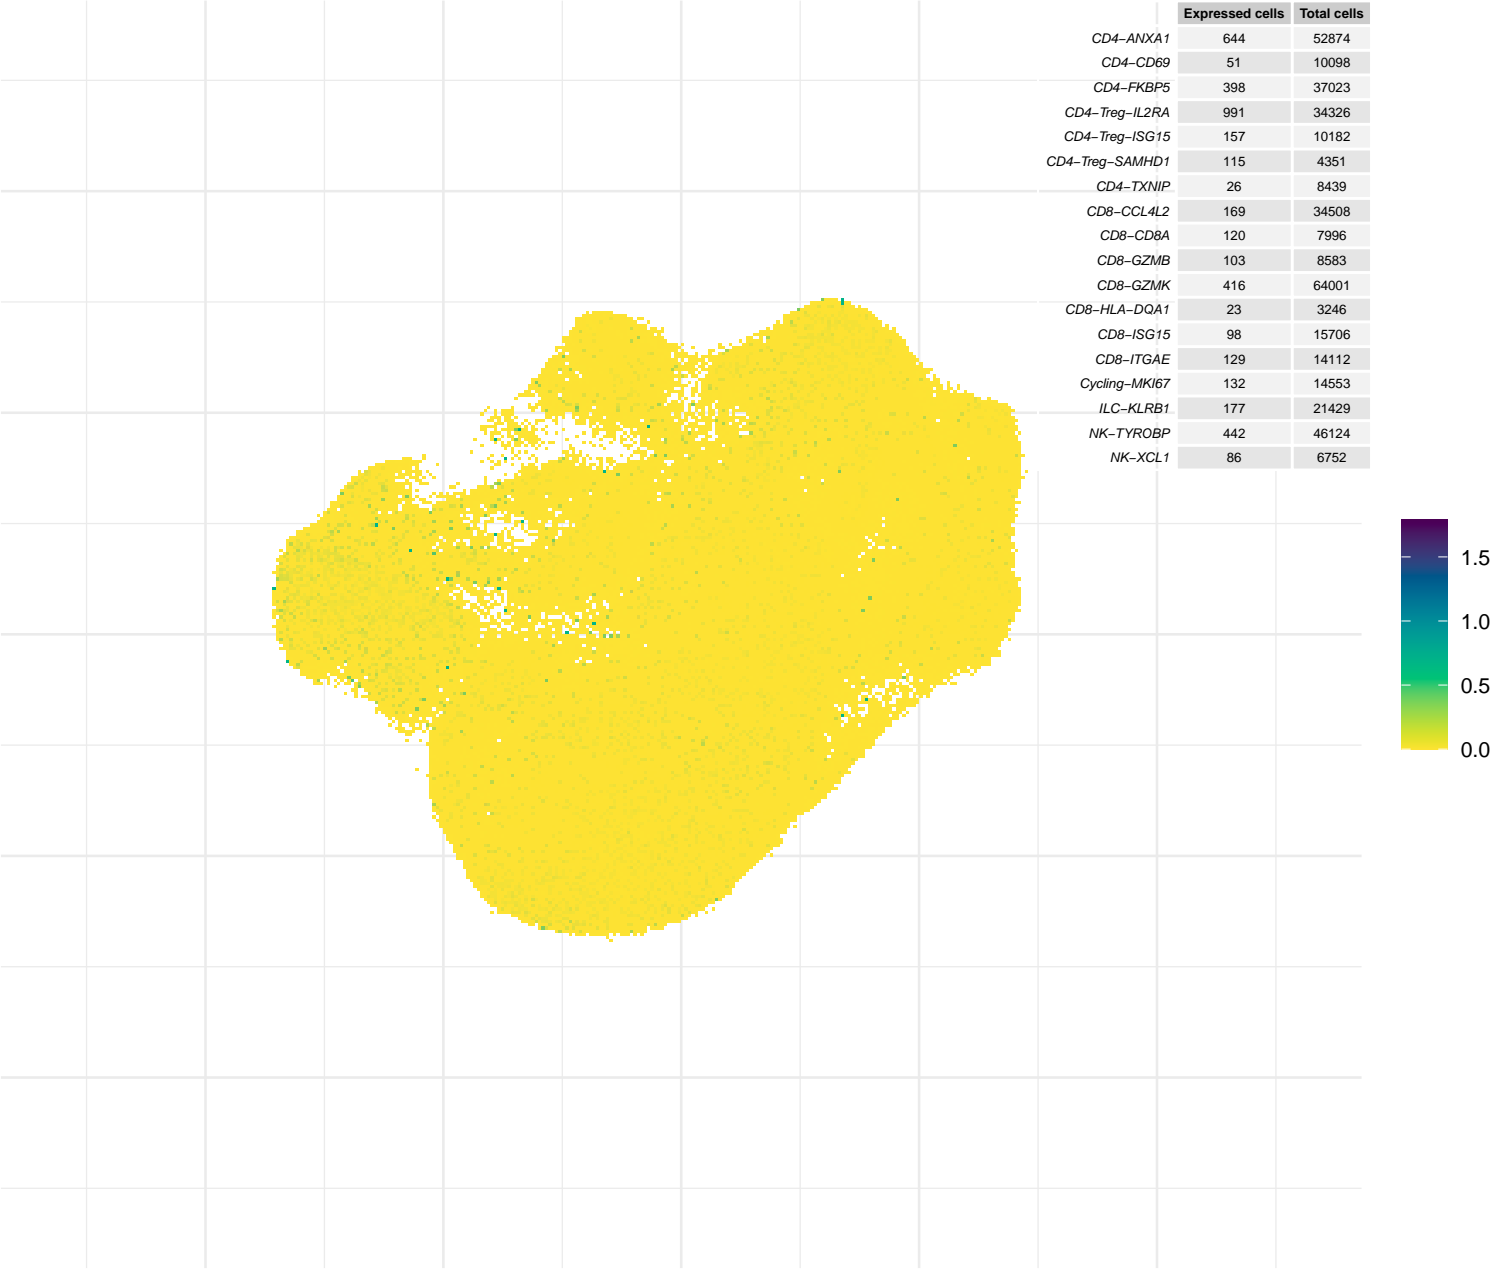 Expressed cells Total cells
CD4−ANXA1 644 52874
CD4−CD69 51 10098
CD4−FKBP5 398 37023
CD4−Treg−IL2RA 991 34326
CD4−Treg−ISG15 157 10182
CD4−Treg−SAMHD1 115 4351
CD4−TXNIP 26 8439
CD8−CCL4L2 169 34508
CD8−CD8A 120 7996
CD8−GZMB 103 8583
CD8−GZMK 416 64001
CD8−HLA−DQA1 23 3246
CD8−ISG15 98 15706
CD8−ITGAE 129 14112
Cycling−MKI67 132 14553
ILC−KLRB1 177 21429
NK−TYROBP 442 46124
NK−XCL1 86 6752
1.5
1.0
0.5
0.0